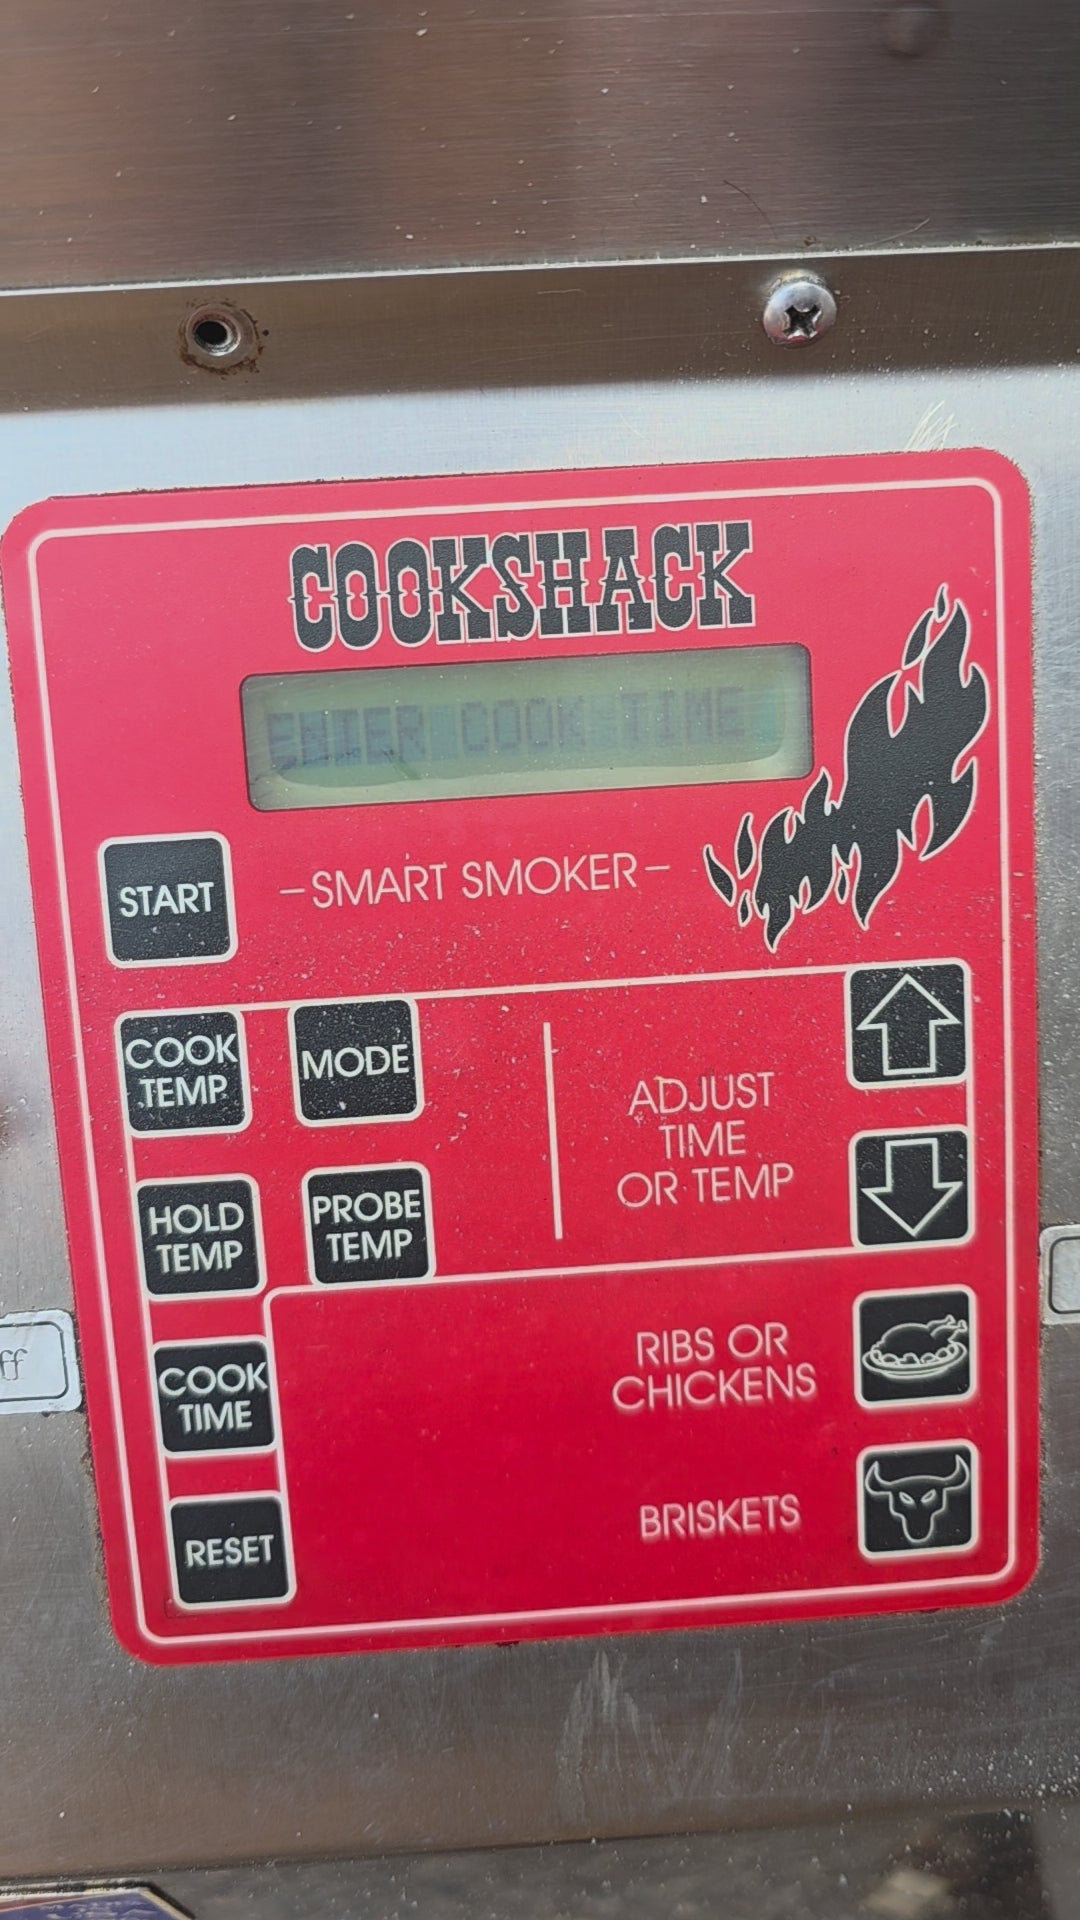 COOKSHACK
ENTER COOK TIME
START
–SMART SMOKER–
COOK
TEMP
MODE
ADJUST
TIME
OR TEMP
HOLD
TEMP
PROBE
TEMP
COOK
TIME
RIBS OR
CHICKENS
RESET
BRISKETS
ff